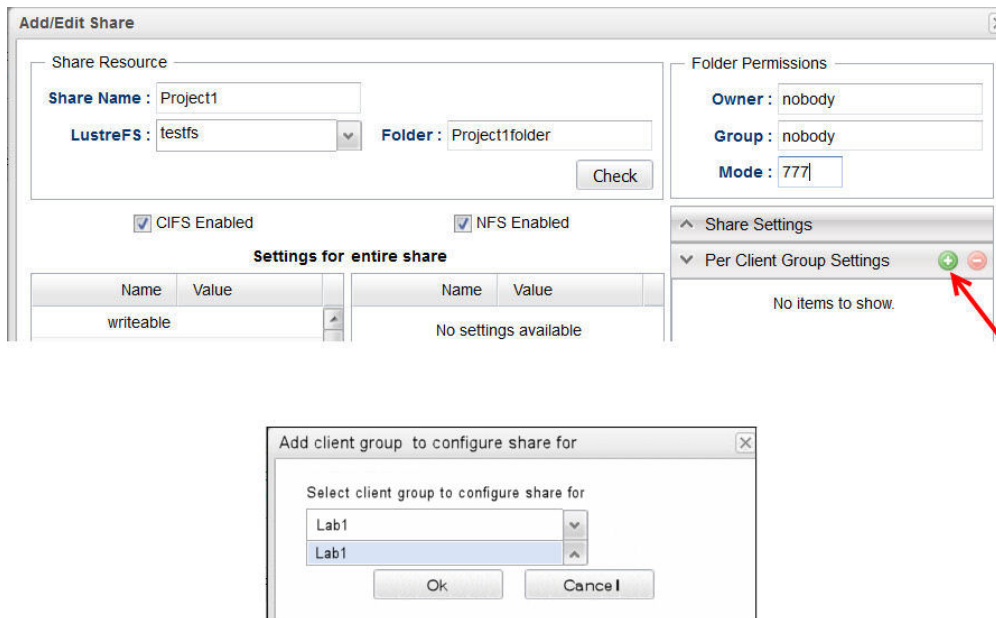 Add/Edit Share
Share Resource
Share Name : Project1
LustreFS : testfs
Folder : Project1folder
Check
Folder Permissions
Owner : nobody
Group : nobody
Mode : 777
CIFS Enabled
NFS Enabled
Settings for entire share
Name Value
writeable
Name Value
No settings available
Share Settings
Per Client Group Settings
No items to show.
Add client group to configure share for
Select client group to configure share for
Lab1
Lab1
Ok Cancel